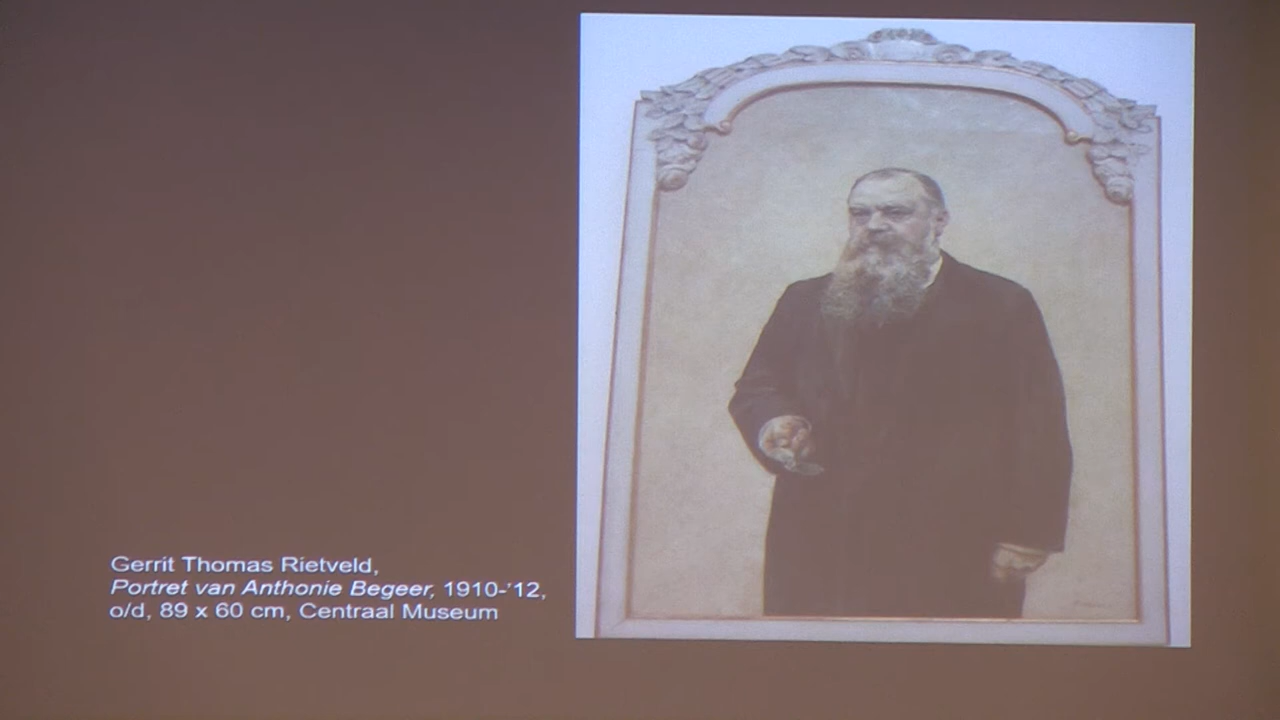 Gerrit Thomas Rietveld,
Portret van Anthonie Begeer, 1910-'12,
o/d, 89 x 60 cm, Centraal Museum